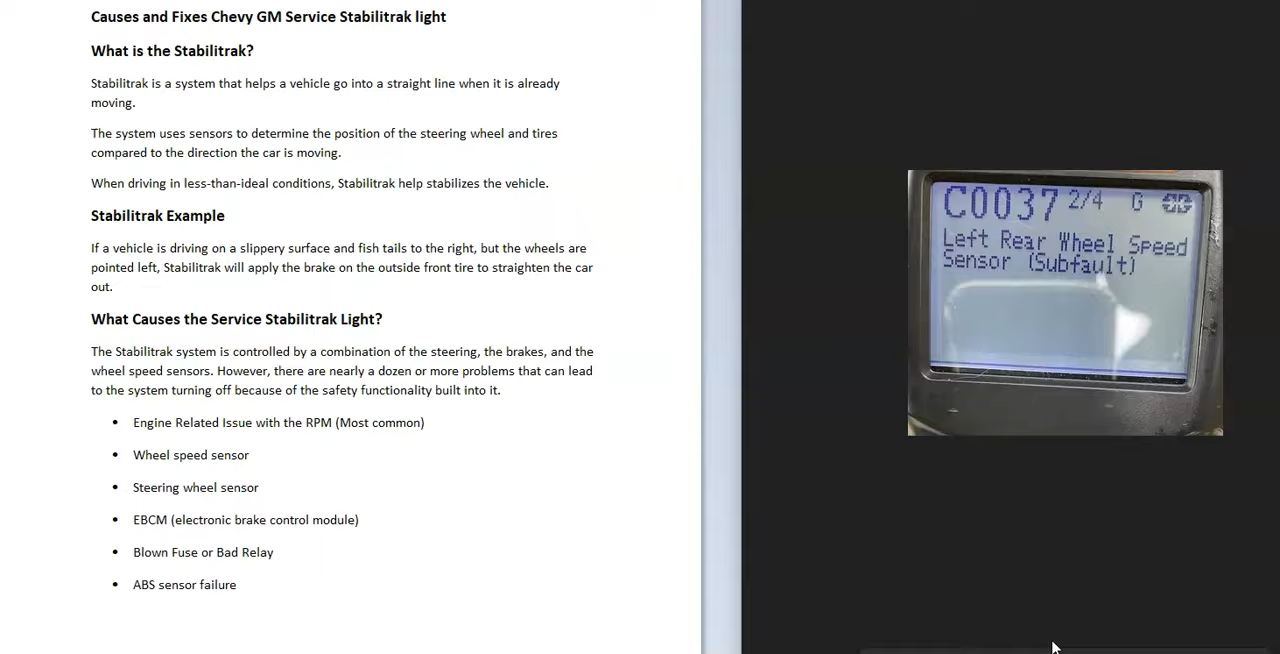 Causes and Fixes Chevy GM Service Stabilitrak light
What is the Stabilitrak?
Stabilitrak is a system that helps a vehicle go into a straight line when it is already
moving.
The system uses sensors to determine the position of the steering wheel and tires
compared to the direction the car is moving.
When driving in less-than-ideal conditions, Stabilitrak help stabilizes the vehicle.
Stabilitrak Example
If a vehicle is driving on a slippery surface and fish tails to the right, but the wheels are
pointed left, Stabilitrak will apply the brake on the outside front tire to straighten the car
out.
What Causes the Service Stabilitrak Light?
The Stabilitrak system is controlled by a combination of the steering, the brakes, and the
wheel speed sensors. However, there are nearly a dozen or more problems that can lead
to the system turning off because of the safety functionality built into it.
• Engine Related Issue with the RPM (Most common)
• Wheel speed sensor
• Steering wheel sensor
• EBCM (electronic brake control module)
• Blown Fuse or Bad Relay
• ABS sensor failure
C0037 2/4 G
Left Rear Wheel Speed
Sensor (Subfault)